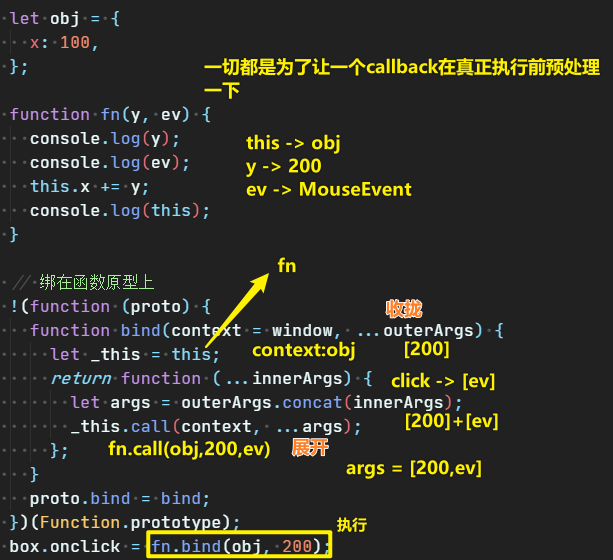 let obj = {
x: 100,
};
一切都是为了让一个callback在真正执行前预处理
一下
function fn(y, ev) {
console.log(y);
this -> obj
console.log(ev);
y -> 200
this.x += y;
ev -> MouseEvent
console.log(this);
}
fn
// 绑在函数原型上
!(function (proto) {
收拢
function bind(context = window, ...outerArgs) {
let _this = this;
context:obj
[200]
return function (...innerArgs) {
click -> [ev]
let args = outerArgs.concat(innerArgs);
_this.call(context, ...args);
[200]+[ev]
};
fn.call(obj,200,ev)
展开
}
args = [200,ev]
proto.bind = bind;
})(Function.prototype);
执行
box.onclick = fn.bind(obj, 200);